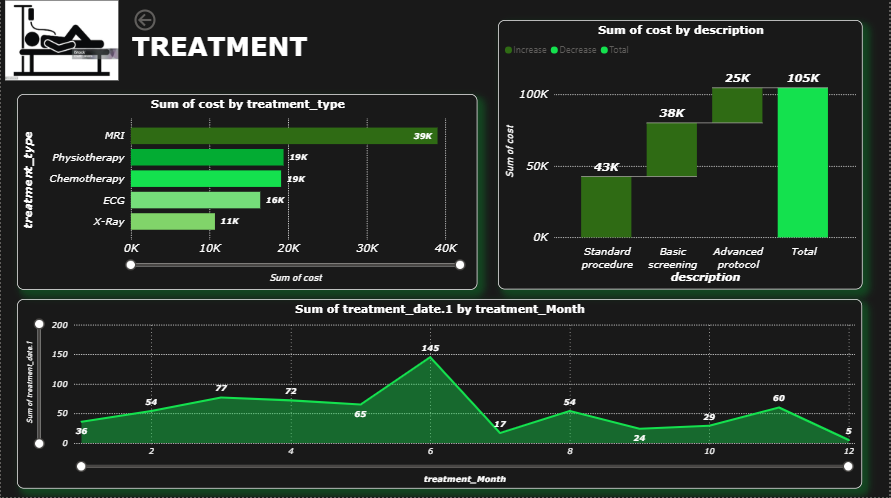 TREATMENT
Sum of cost by treatment_type
treatment_type
MRI 39K
Physiotherapy 19K
Chemotherapy 19K
ECG 16K
X-Ray 11K
0K 10K 20K 30K 40K
Sum of cost
Sum of cost by description
Increase Decrease Total
Sum of cost
100K
50K
0K
43K 38K 25K 105K
Standard procedure
Basic screening
Advanced protocol
Total
description
Sum of treatment_date.1 by treatment_Month
Sum of treatment_date.1
200
150
100
50
0
36 54 77 72 65 145 17 54 24 29 60 5
2 4 6 8 10 12
treatment_Month